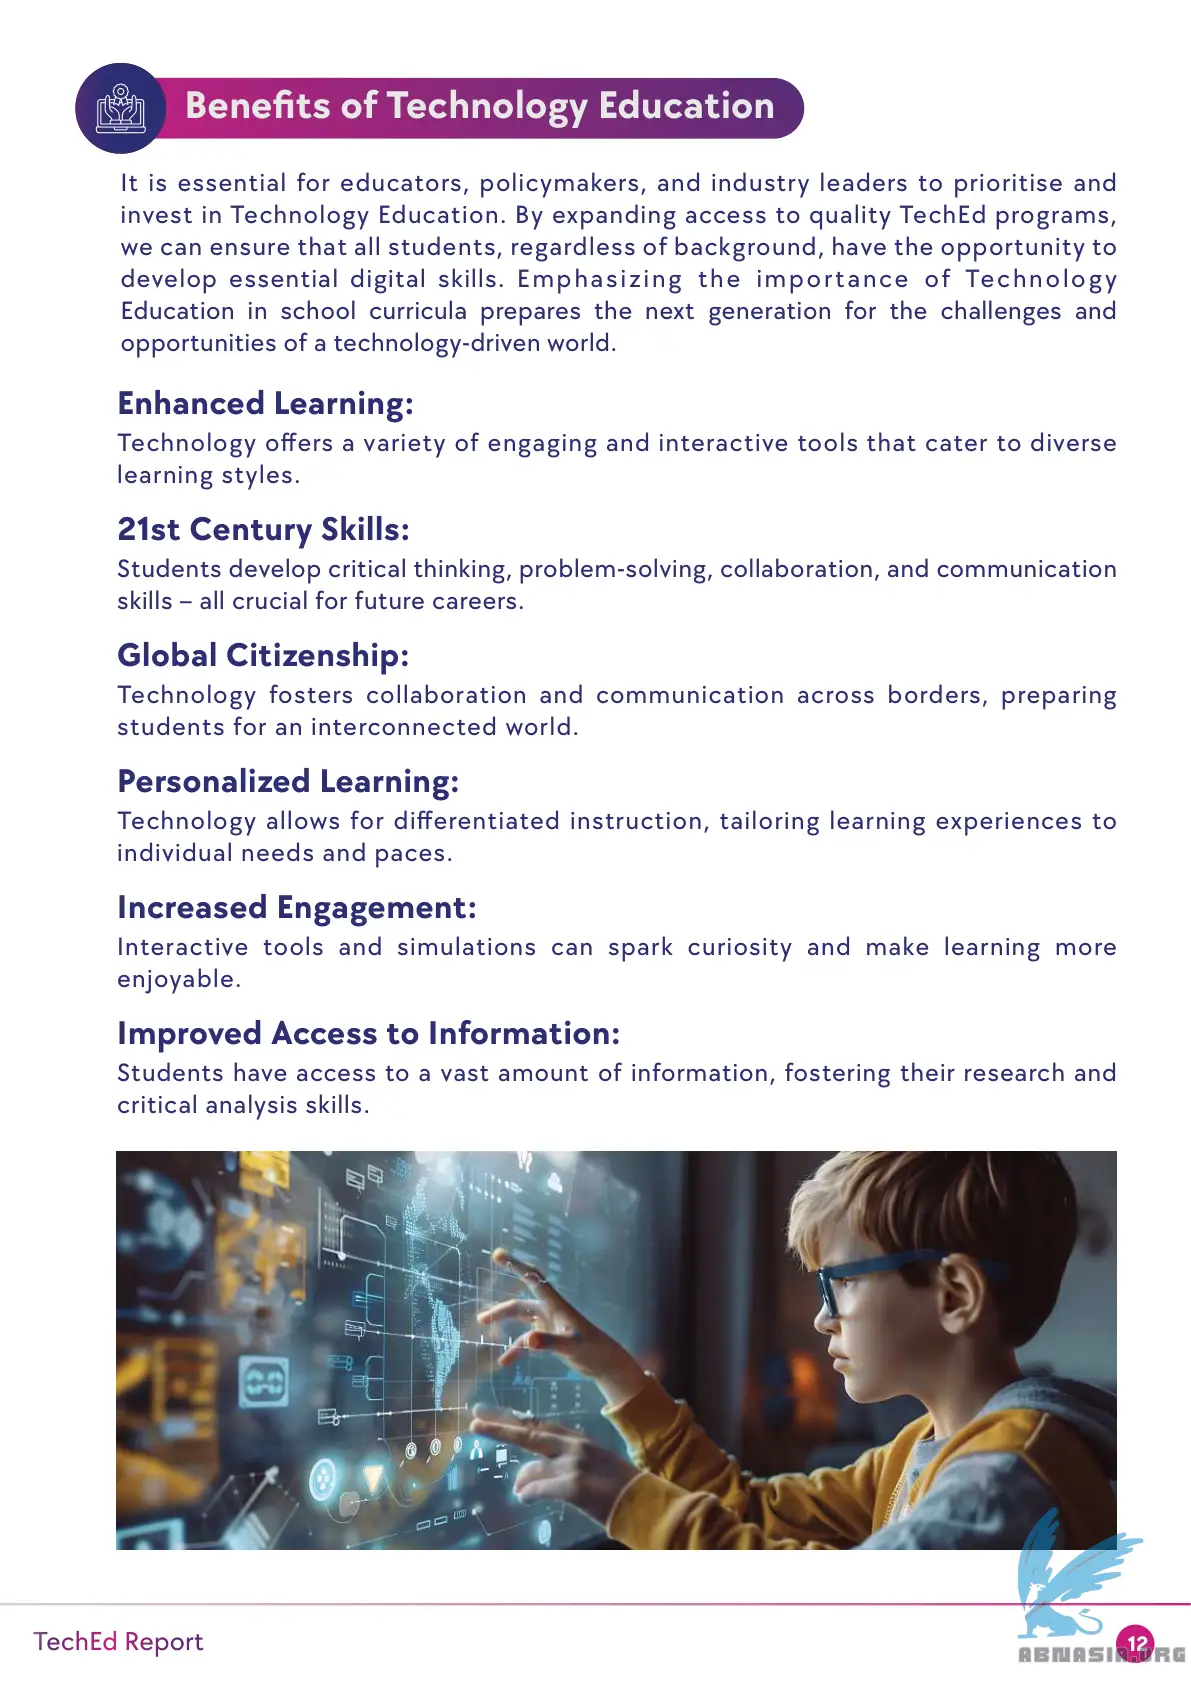 Benefits of Technology Education
It is essential for educators, policymakers, and industry leaders to prioritise and
invest in Technology Education. By expanding access to quality TechEd programs,
we can ensure that all students, regardless of background, have the opportunity to
develop essential digital skills. Emphasizing the importance of Technology
Education in school curricula prepares the next generation for the challenges and
opportunities of a technology-driven world.
Enhanced Learning:
Technology offers a variety of engaging and interactive tools that cater to diverse
learning styles.
21st Century Skills:
Students develop critical thinking, problem-solving, collaboration, and communication
skills – all crucial for future careers.
Global Citizenship:
Technology fosters collaboration and communication across borders, preparing
students for an interconnected world.
Personalized Learning:
Technology allows for differentiated instruction, tailoring learning experiences to
individual needs and paces.
Increased Engagement:
Interactive tools and simulations can spark curiosity and make learning more
enjoyable.
Improved Access to Information:
Students have access to a vast amount of information, fostering their research and
critical analysis skills.
TechEd Report
12
ABNASIA.ORG